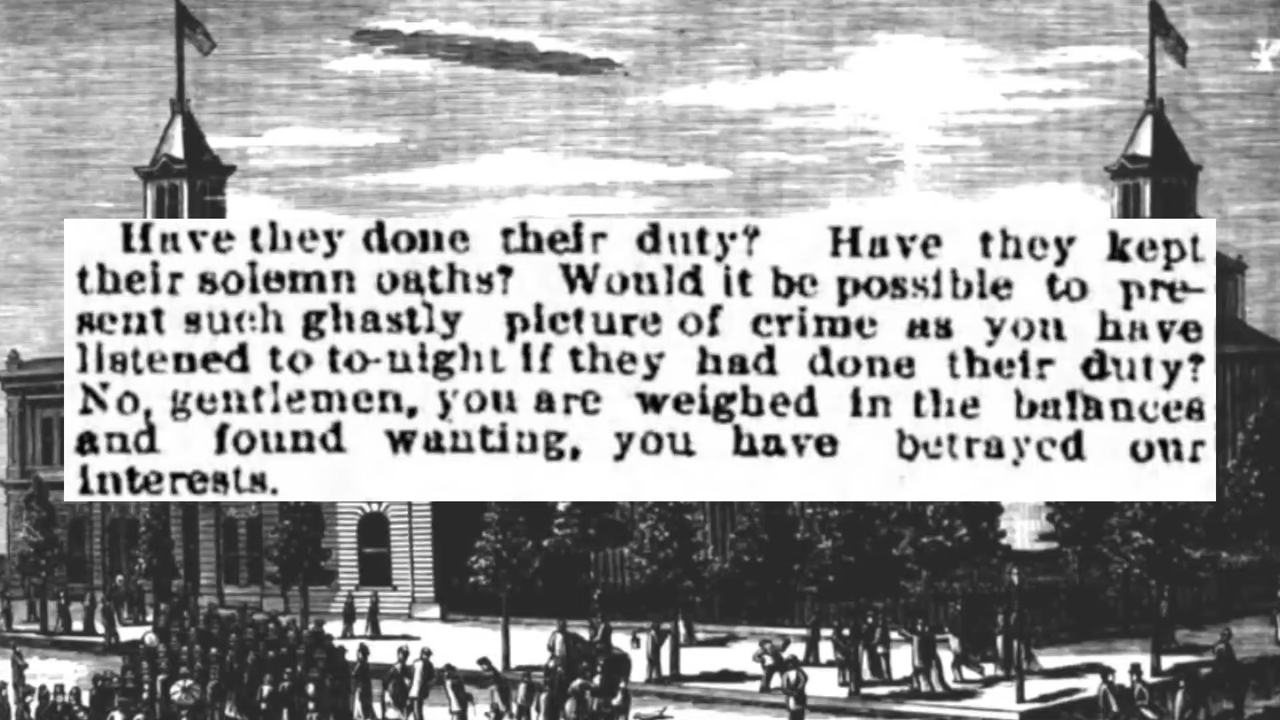 Have they done their duty? Have they kept
their solemn oaths? Would it be possible to pre-
sent such ghastly picture of crime as you have
listened to to-night if they had done their duty?
No, gentlemen, you are weighed in the balances
and found wanting, you have betrayed our
interests.